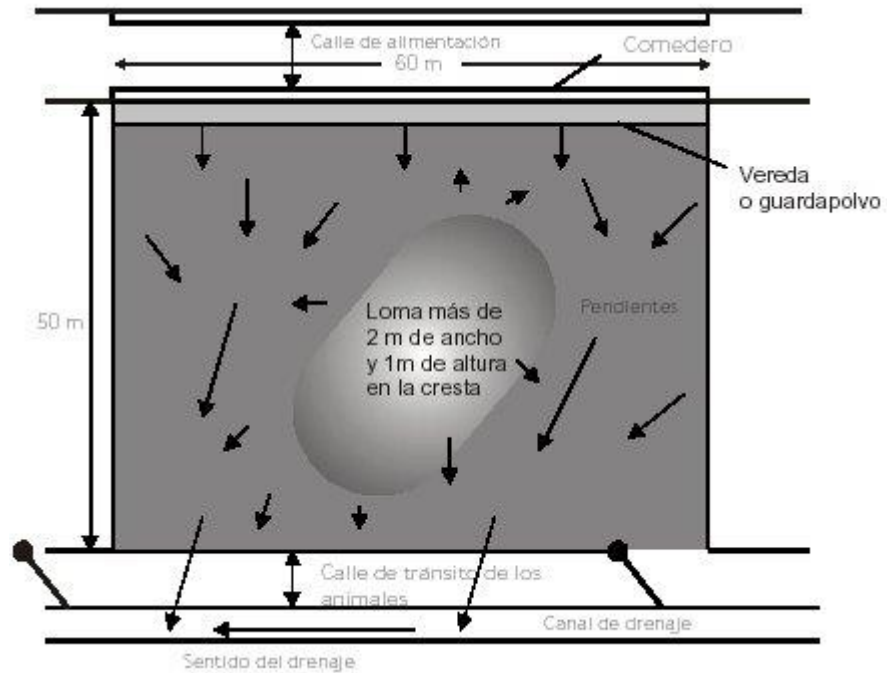 Calle de alimentación
Comedero
60 m
Vereda
o guardapolvo
50 m
Loma más de
2 m de ancho
y 1m de altura
en la cresta
Pendientes
Calle de tránsito de los
animales
Canal de drenaje
Sentido del drenaje